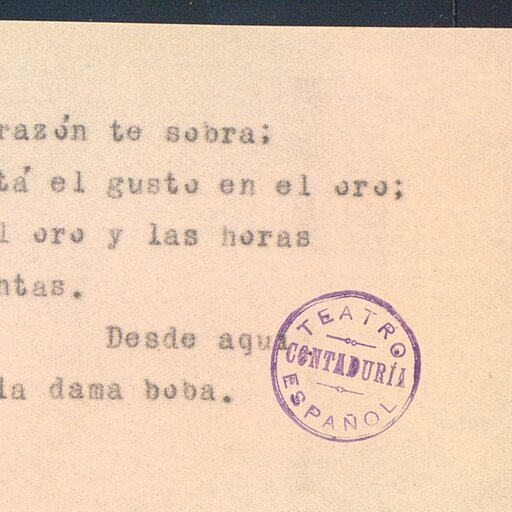 razón te sobra;
tá el gusto en el oro;
l oro y las horas
ntas.
Desde aqua
la dama boba.
TEATRO
CONTADURÍA
ESPAÑOL